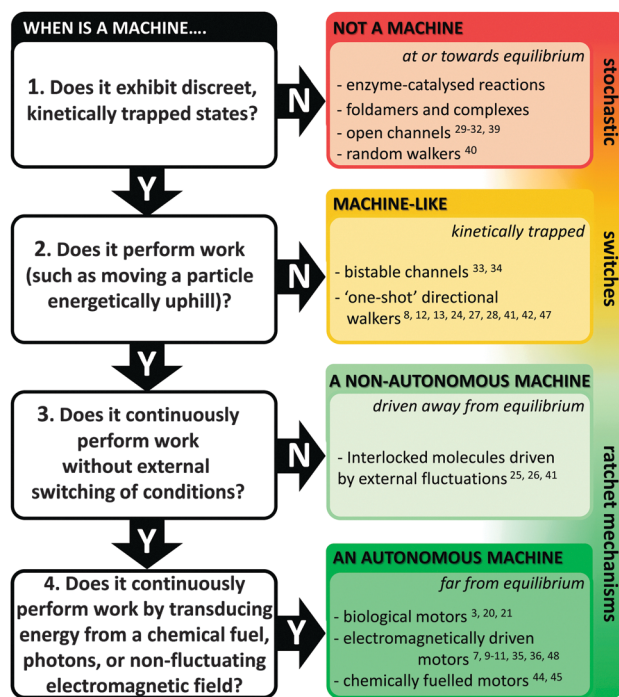 WHEN IS A MACHINE....
1. Does it exhibit discreet,
kinetically trapped states?
N
NOT A MACHINE
at or towards equilibrium
- enzyme-catalysed reactions
- foldamers and complexes
- open channels 29-32, 39
- random walkers 40
stochastic
Y
2. Does it perform work
(such as moving a particle
energetically uphill)?
N
MACHINE-LIKE
kinetically trapped
- bistable channels 33, 34
- ‘one-shot’ directional
walkers 8, 12, 13, 24, 27, 28, 41, 42, 47
switches
Y
3. Does it continuously
perform work
without external
switching of conditions?
N
A NON-AUTONOMOUS MACHINE
driven away from equilibrium
- Interlocked molecules driven
by external fluctuations 25, 26, 41
ratchet mechanisms
Y
4. Does it continuously
perform work by transducing
energy from a chemical fuel,
photons, or non-fluctuating
electromagnetic field?
Y
AN AUTONOMOUS MACHINE
far from equilibrium
- biological motors 3, 20, 21
- electromagnetically driven
motors 7, 9-11, 35, 36, 48
- chemically fuelled motors 44, 45